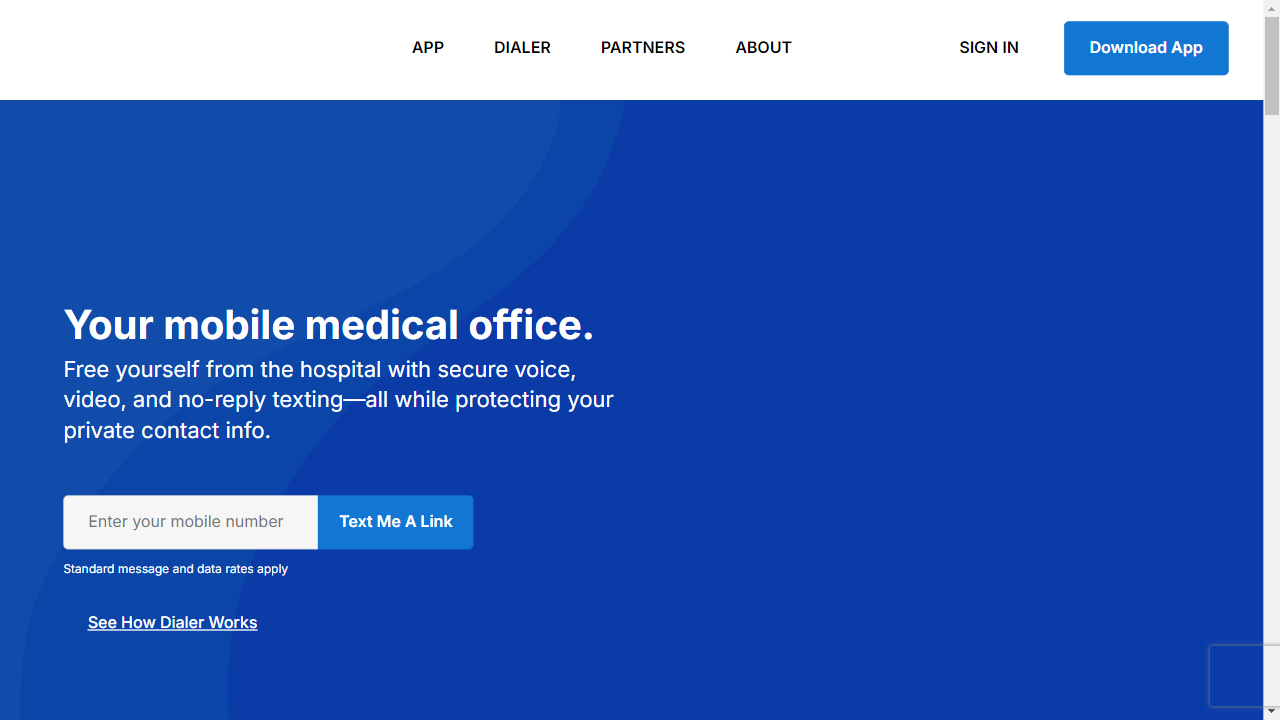 APP
DIALER
PARTNERS
ABOUT
SIGN IN
Download App
Your mobile medical office.
Free yourself from the hospital with secure voice,
video, and no-reply texting—all while protecting your
private contact info.
Enter your mobile number
Text Me A Link
Standard message and data rates apply
See How Dialer Works